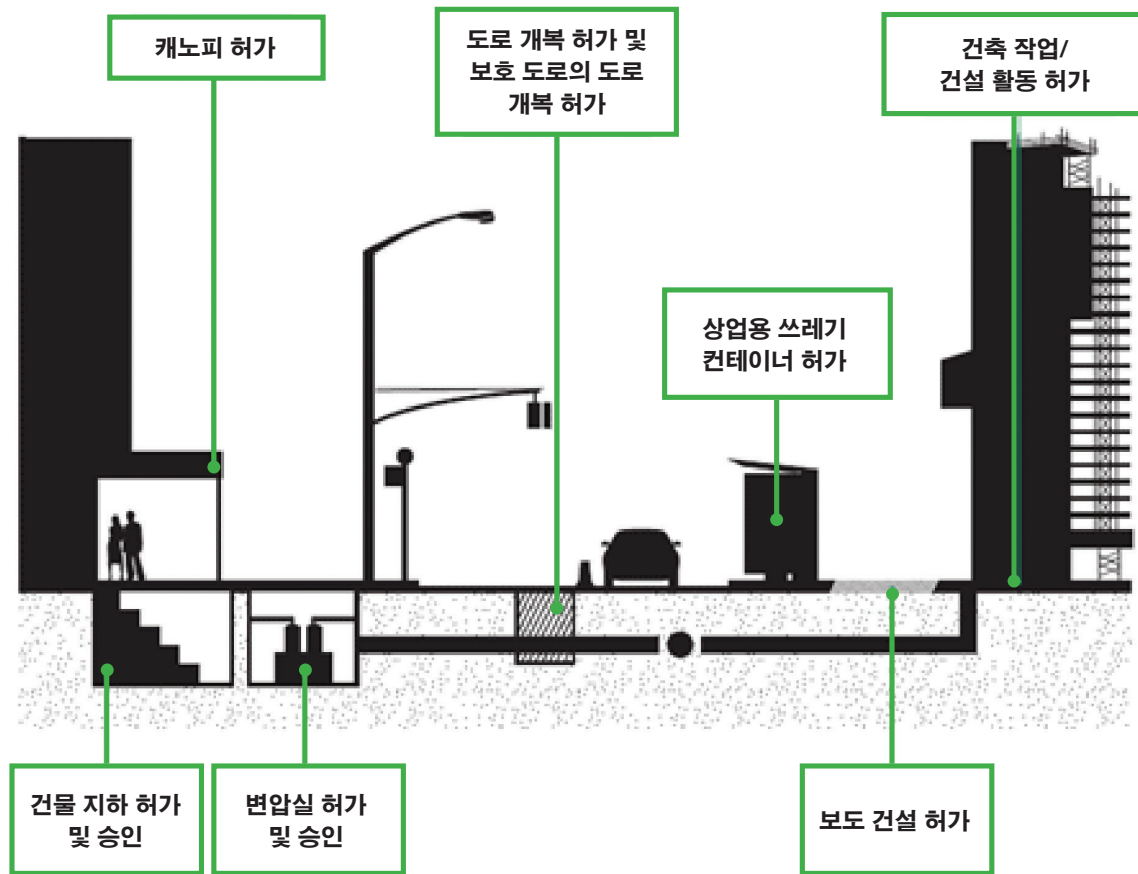 캐노피 허가
도로 개복 허가 및
보호 도로의 도로
개복 허가
건축 작업/
건설 활동 허가
상업용 쓰레기
컨테이너 허가
건물 지하 허가
및 승인
변압실 허가
및 승인
보도 건설 허가